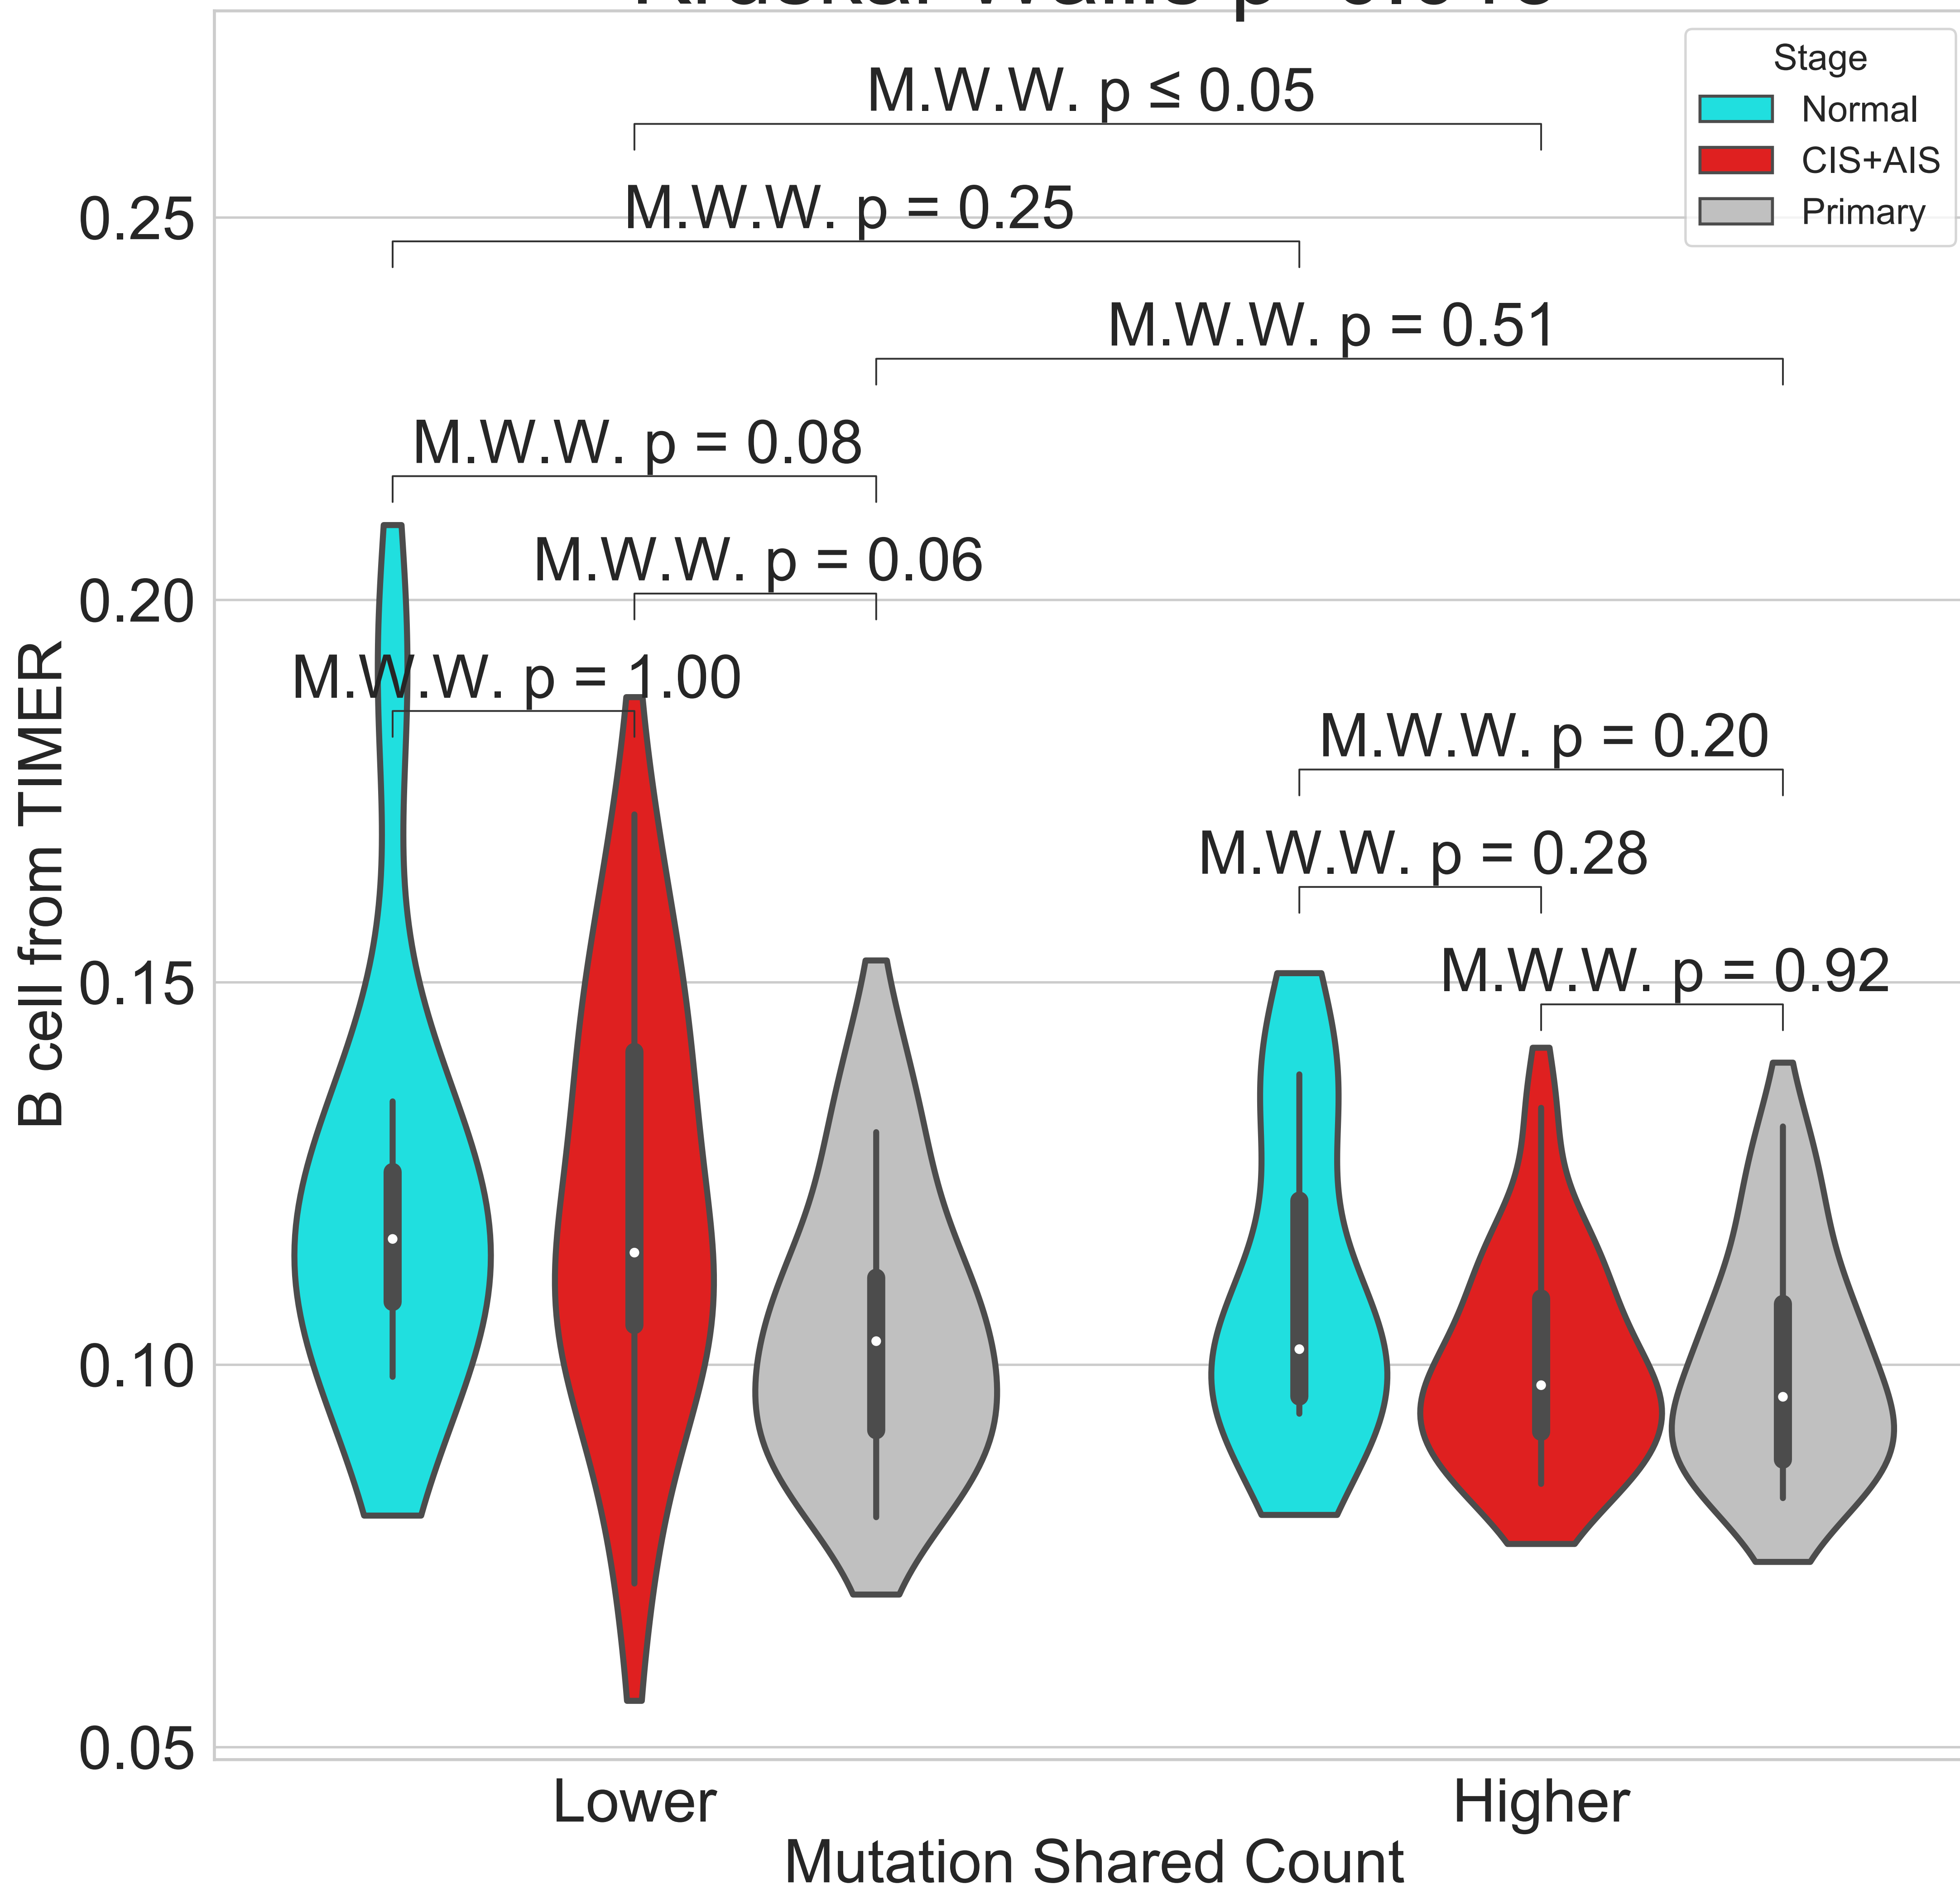 M.W.W. p ≤ 0.05
M.W.W. p = 0.25
M.W.W. p = 0.51
M.W.W. p = 0.08
M.W.W. p = 0.06
M.W.W. p = 1.00
M.W.W. p = 0.20
M.W.W. p = 0.28
M.W.W. p = 0.92
Stage
Normal
CIS+AIS
Primary
B cell from TIMER
0.25
0.20
0.15
0.10
0.05
Lower
Higher
Mutation Shared Count